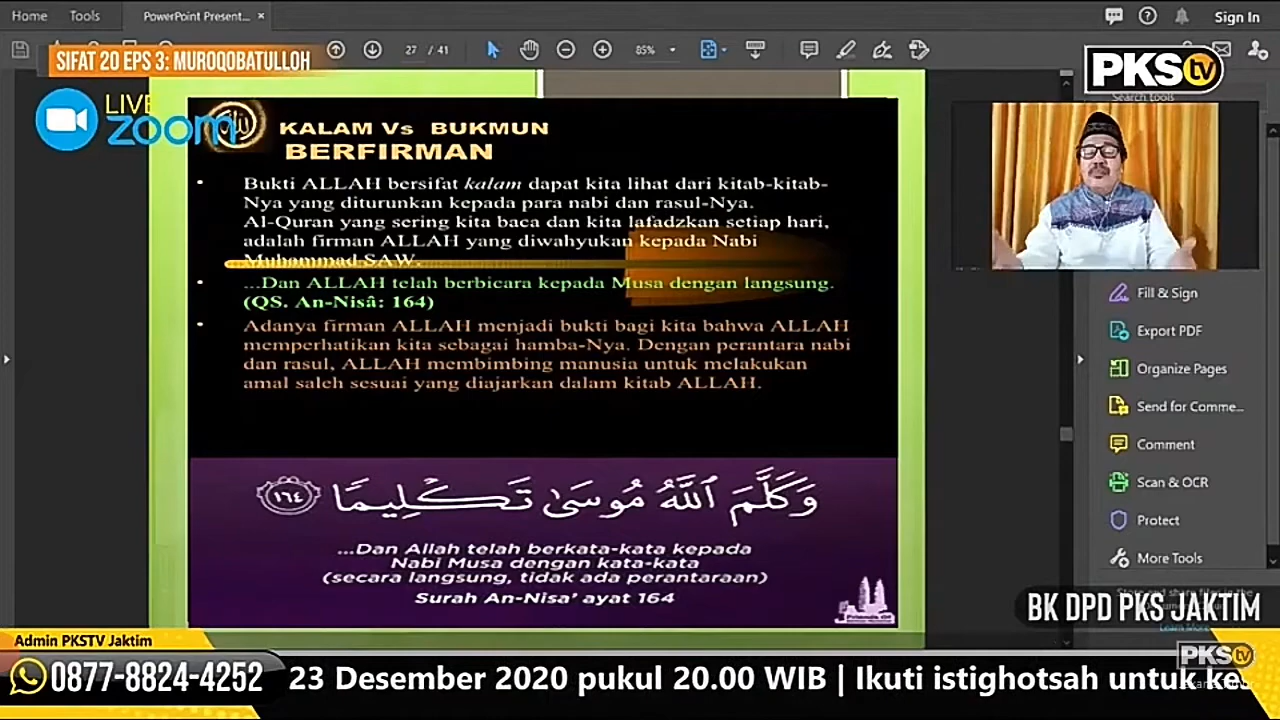 Home
Tools
PowerPoint Present...
×
Sign In
27 / 41
85%
SIFAT 20 EPS 3: MUROQOBATULLOH
PKS tv
LIVE
zoom
Search tools
KALAM Vs BUKMUN
BERFIRMAN
• Bukti ALLAH bersifat kalam dapat kita lihat dari kitab-kitab-
Nya yang diturunkan kepada para nabi dan rasul-Nya.
Al-Quran yang sering kita baca dan kita lafadzkan setiap hari,
adalah firman ALLAH yang diwahyukan kepada Nabi
Muhammad SAW.
• ...Dan ALLAH telah berbicara kepada Musa dengan langsung.
(QS. An-Nisâ: 164)
• Adanya firman ALLAH menjadi bukti bagi kita bahwa ALLAH
memperhatikan kita sebagai hamba-Nya. Dengan perantara nabi
dan rasul, ALLAH membimbing manusia untuk melakukan
amal saleh sesuai yang diajarkan dalam kitab ALLAH.
وَكَلَّمَ ٱللَّهُ مُوسَىٰ تَكْلِيمًا ١٦٤
...Dan Allah telah berkata-kata kepada
Nabi Musa dengan kata-kata
(secara langsung, tidak ada perantaraan)
Surah An-Nisa’ ayat 164
Fill & Sign
Export PDF
Organize Pages
Send for Comme...
Comment
Scan & OCR
Protect
More Tools
BK DPD PKS JAKTIM
Admin PKSTV Jaktim
0877-8824-4252
23 Desember 2020 pukul 20.00 WIB | Ikuti istighotsah untuk
PKS tv